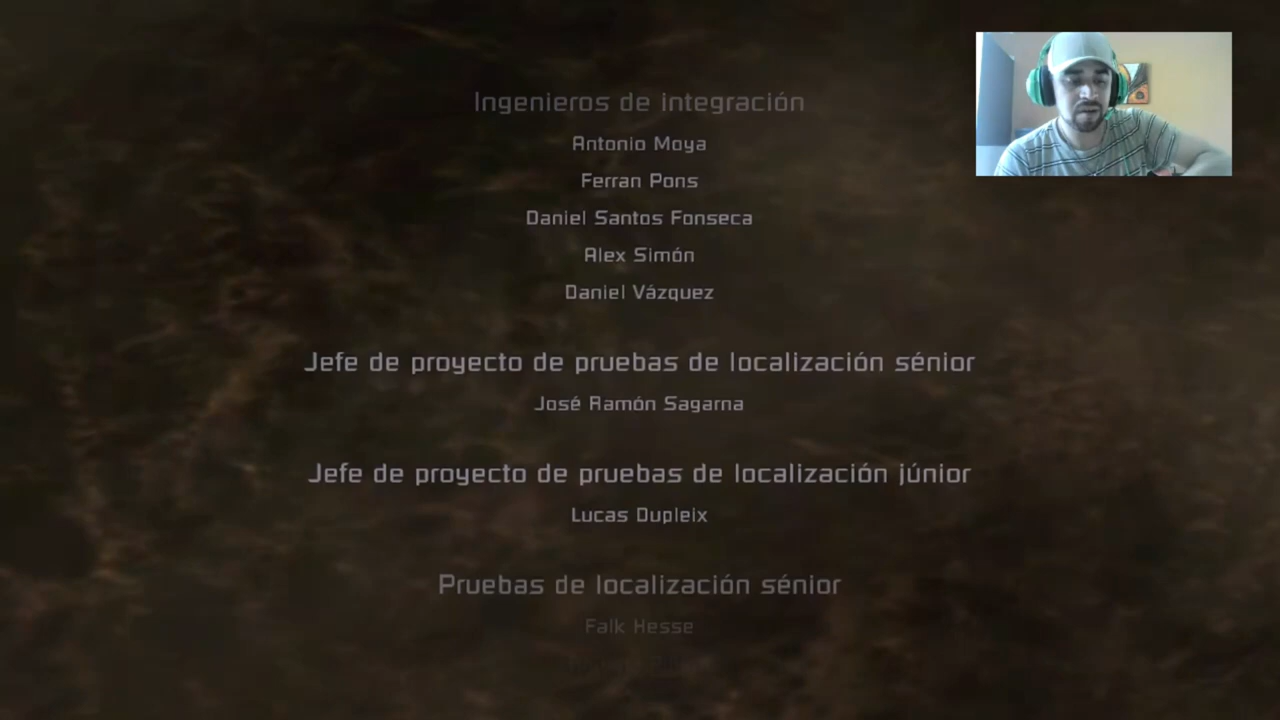 Ingenieros de integración
Antonio Moya
Ferran Pons
Daniel Santos Fonseca
Alex Simón
Daniel Vázquez
Jefe de proyecto de pruebas de localización sénior
José Ramón Sagarna
Jefe de proyecto de pruebas de localización júnior
Lucas Dupleix
Pruebas de localización sénior
Falk Hesse